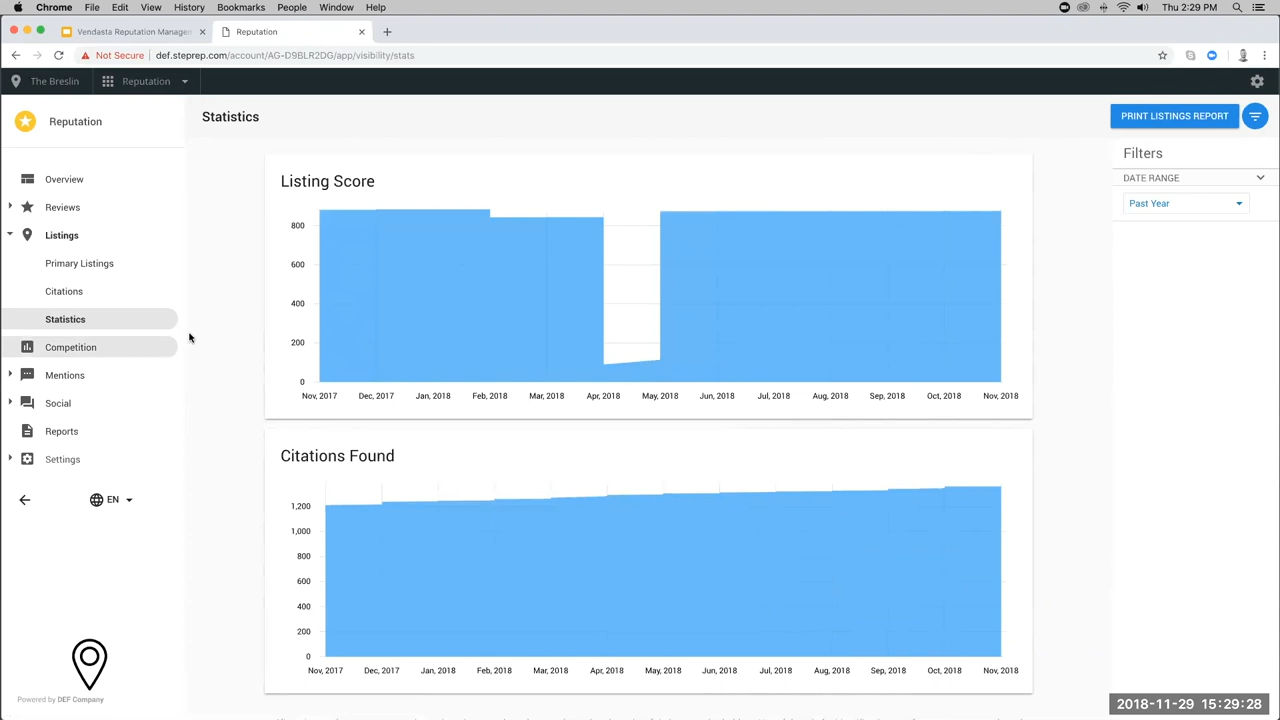 Chrome File Edit View History Bookmarks People Window Help Thu 2:29 PM
Vendasta Reputation Manageme Reputation
Not Secure def.steprep.com/account/AG-D9BLR2DG/app/visibility/stats
The Breslin Reputation
Reputation
Overview
Reviews
Listings
Primary Listings
Citations
Statistics
Competition
Mentions
Social
Reports
Settings
EN
Powered by DEF Company
Statistics
PRINT LISTINGS REPORT
Listing Score
800
600
400
200
0
Nov, 2017 Dec, 2017 Jan, 2018 Feb, 2018 Mar, 2018 Apr, 2018 May, 2018 Jun, 2018 Jul, 2018 Aug, 2018 Sep, 2018 Oct, 2018 Nov, 2018
Citations Found
1,200
1,000
800
600
400
200
0
Nov, 2017 Dec, 2017 Jan, 2018 Feb, 2018 Mar, 2018 Apr, 2018 May, 2018 Jun, 2018 Jul, 2018 Aug, 2018 Sep, 2018 Oct, 2018 Nov, 2018
Filters
DATE RANGE
Past Year
2018-11-29 15:29:28